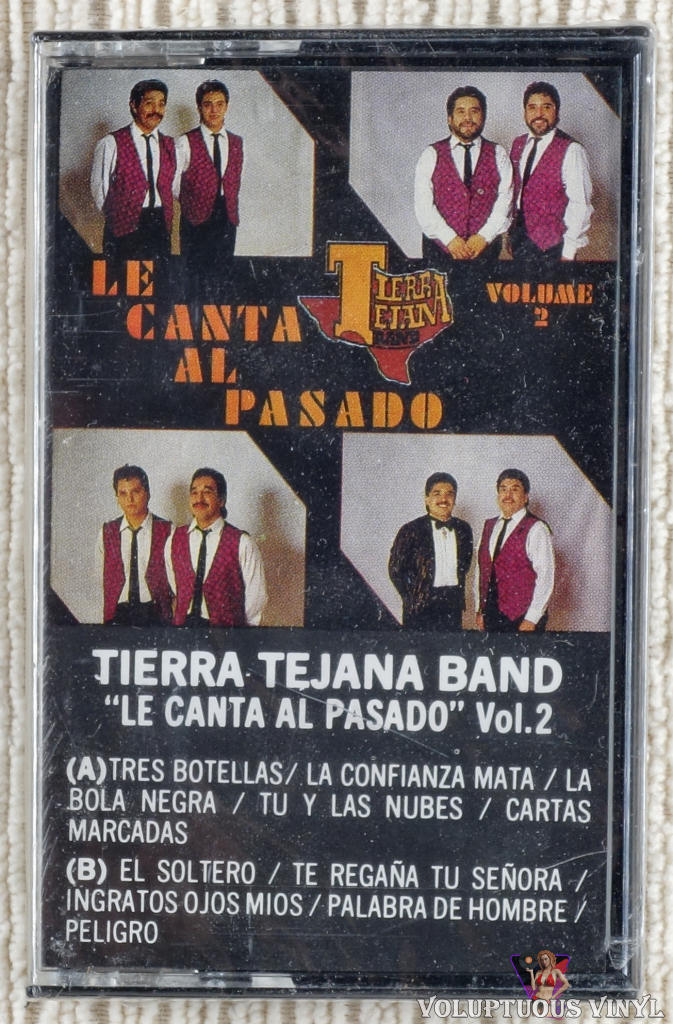 LE
CANTA
AL
PASADO
TIERRA
TEJANA
BAND
VOLUME
2
TIERRA TEJANA BAND
"LE CANTA AL PASADO" Vol.2
(A) TRES BOTELLAS / LA CONFIANZA MATA / LA
BOLA NEGRA / TU Y LAS NUBES / CARTAS
MARCADAS
(B) EL SOLTERO / TE REGAÑA TU SEÑORA /
INGRATOS OJOS MIOS / PALABRA DE HOMBRE /
PELIGRO
VOLUPTUOUS VINYL